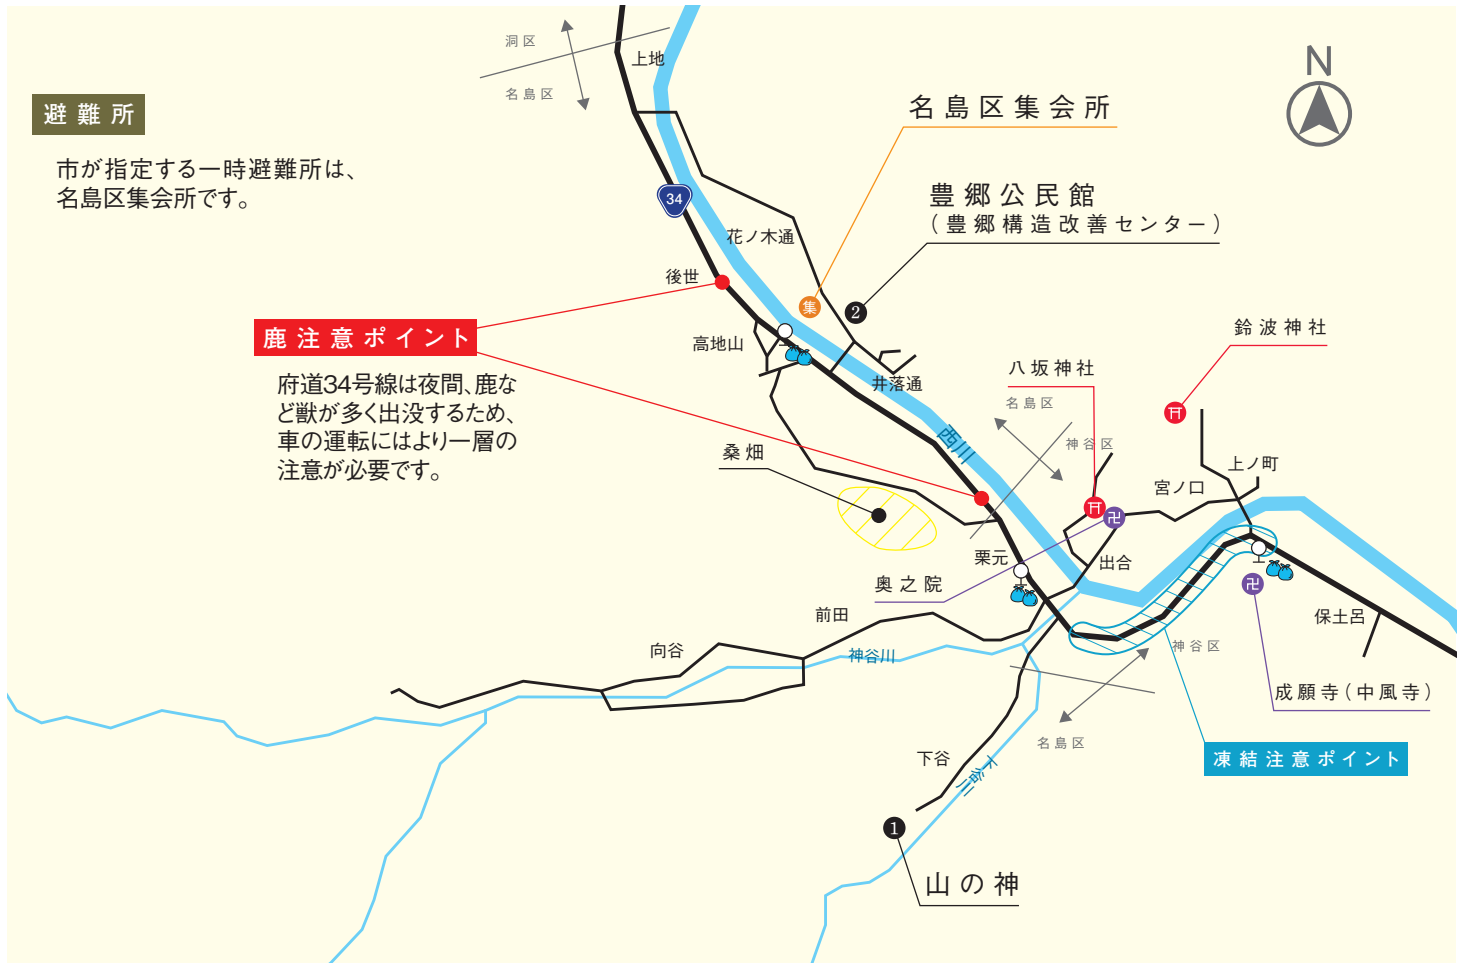 洞区
上地
名島区
N
避難所
市が指定する一時避難所は、
名島区集会所です。
名島区集会所
豊郷公民館
(豊郷構造改善センター)
34
花ノ木通
後世
集
2
鹿注意ポイント
府道34号線は夜間、鹿な
ど獣が多く出没するため、
車の運転にはより一層の
注意が必要です。
高地山
井落通
鈴波神社
八坂神社
名島区
神谷区
西川
桑畑
上ノ町
宮ノ口
卍
栗元
出合
奥之院
卍
前田
保土呂
向谷
神谷川
神谷区
成願寺(中風寺)
名島区
下谷
下谷川
凍結注意ポイント
1
山の神